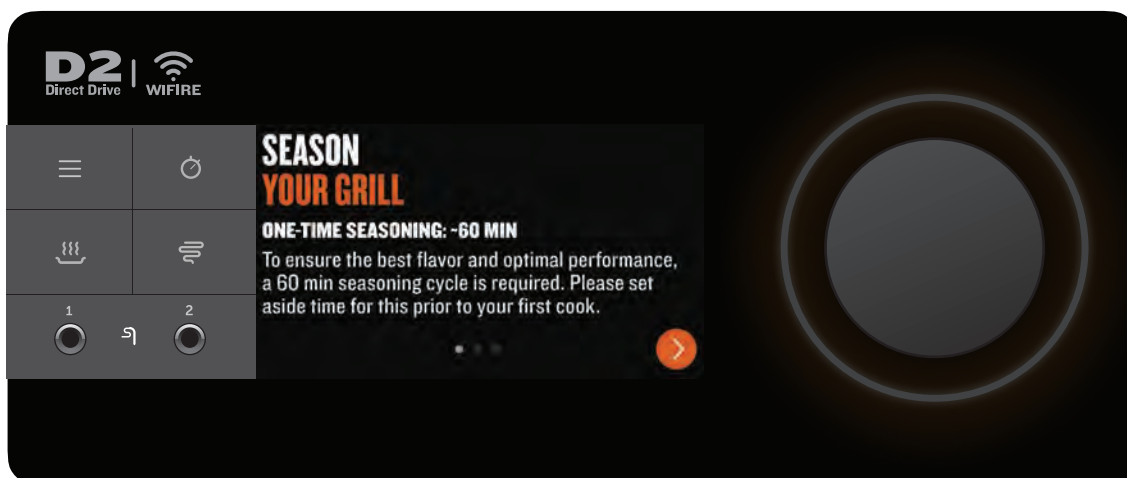 D2
Direct Drive
WiFIRE
SEASON
YOUR GRILL
ONE-TIME SEASONING: ~60 MIN
To ensure the best flavor and optimal performance,
a 60 min seasoning cycle is required. Please set
aside time for this prior to your first cook.
1
2